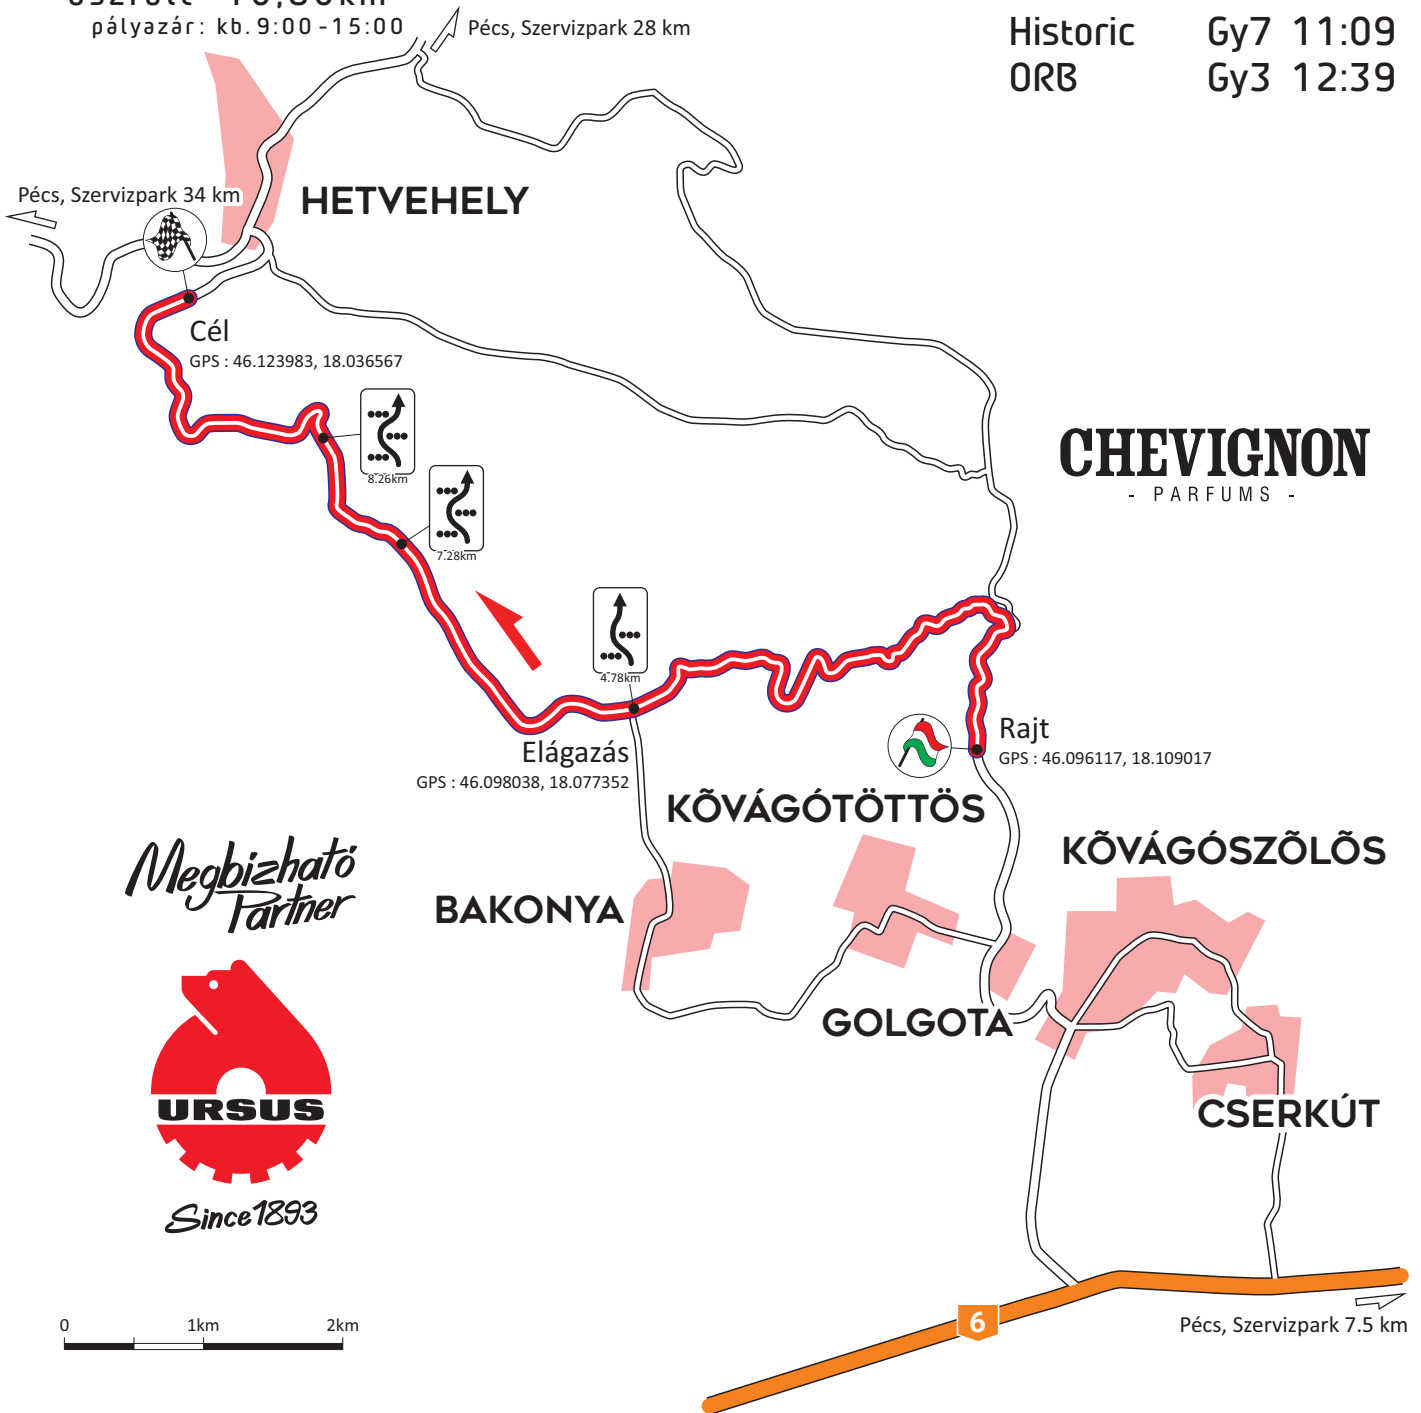 pályazár: kb. 9:00-15:00
Pécs, Szervizpark 28 km
Historic Gy7 11:09
ORB Gy3 12:39
Pécs, Szervizpark 34 km
HETVEHELY
Cél
GPS : 46.123983, 18.036567
8.26km
CHEVIGNON
- PARFUMS -
7.28km
4.78km
Elágazás
GPS : 46.098038, 18.077352
Rajt
GPS : 46.096117, 18.109017
KÕVÁGÓTÖTTÖS
KÕVÁGÓSZÕLÕS
Megbízható
Partner
BAKONYA
GOLGOTA
URSUS
CSERKÚT
Since 1893
0 1km 2km
6
Pécs, Szervizpark 7.5 km